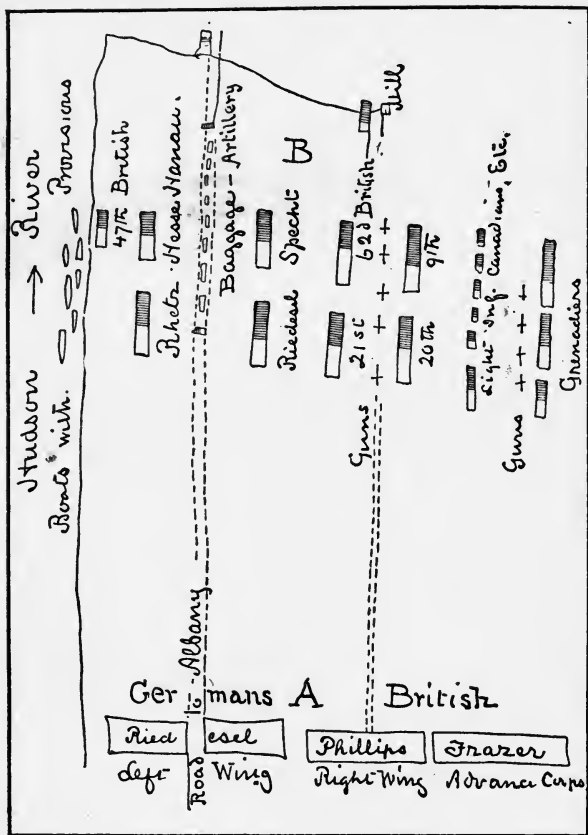 Hudson → River
Boats with Provisions
47th British
Rhetz · Hesse Hanau.
Baggage – Artillery
B
Riedesel Specht
21st 62d British
Guns
20th 9th
Light Inf. Canadians, Etc.
Guns
Grenadiers
Road to Albany
Germans A British
Riedesel Phillips Frazer
Left Wing Right Wing Advance Corps